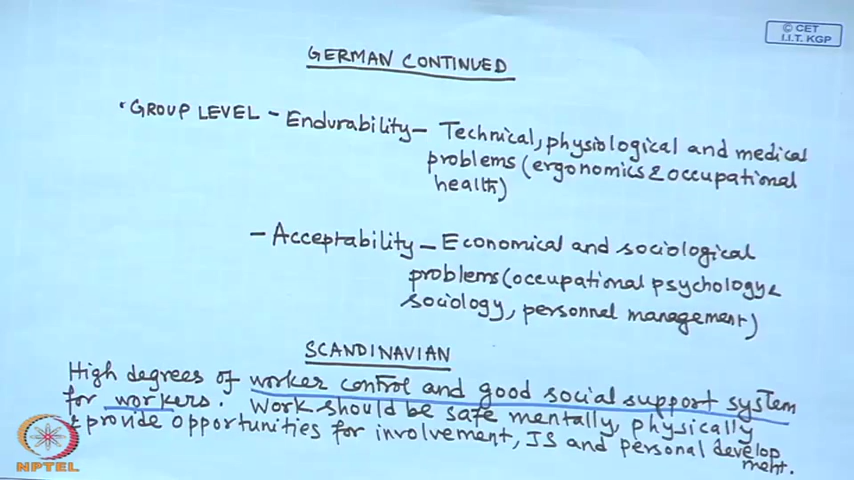 © CET
I.I.T. KGP
GERMAN CONTINUED
• GROUP LEVEL - Endurability - Technical, physiological and medical
problems (ergonomics & occupational
health)
- Acceptability - Economical and sociological
problems (occupational psychology &
sociology, personnel management)
SCANDINAVIAN
High degrees of worker control and good social support system
for workers. Work should be safe mentally, physically
& provide opportunities for involvement, JS and personal develop
ment.
NPTEL